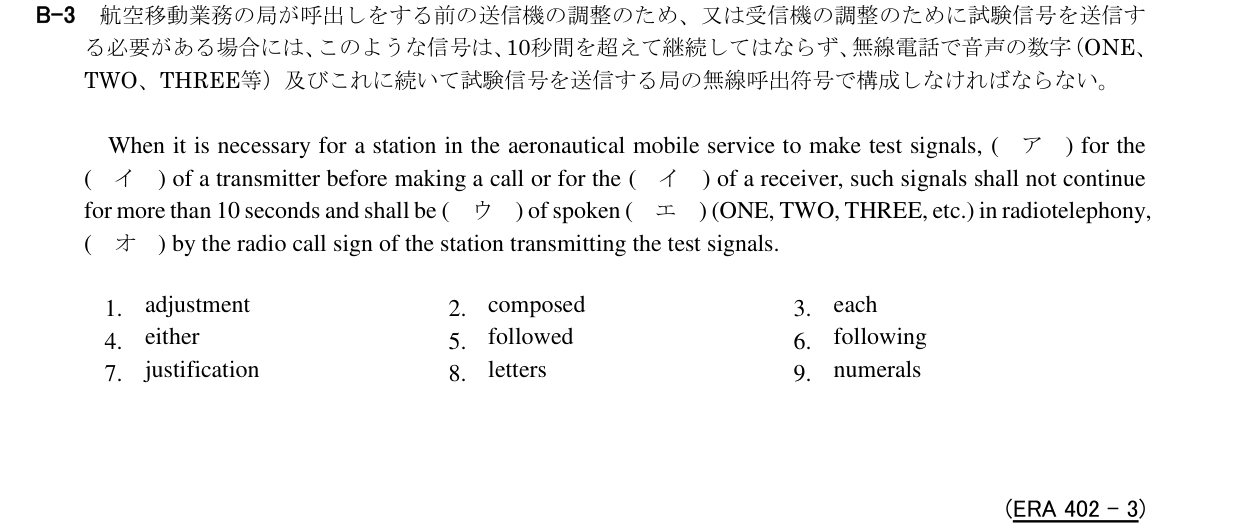 B-3 航空移動業務の局が呼出しをする前の送信機の調整のため、又は受信機の調整のために試験信号を送信す
る必要がある場合には、このような信号は、10秒間を超えて継続してはならず、無線電話で音声の数字（ONE、
TWO、THREE等）及びこれに続いて試験信号を送信する局の無線呼出符号で構成しなければならない。
When it is necessary for a station in the aeronautical mobile service to make test signals, ( ア ) for the
( イ ) of a transmitter before making a call or for the ( イ ) of a receiver, such signals shall not continue
for more than 10 seconds and shall be ( ウ ) of spoken ( エ ) (ONE, TWO, THREE, etc.) in radiotelephony,
( オ ) by the radio call sign of the station transmitting the test signals.
1. adjustment 2. composed 3. each
4. either 5. followed 6. following
7. justification 8. letters 9. numerals
(ERA 402 - 3)